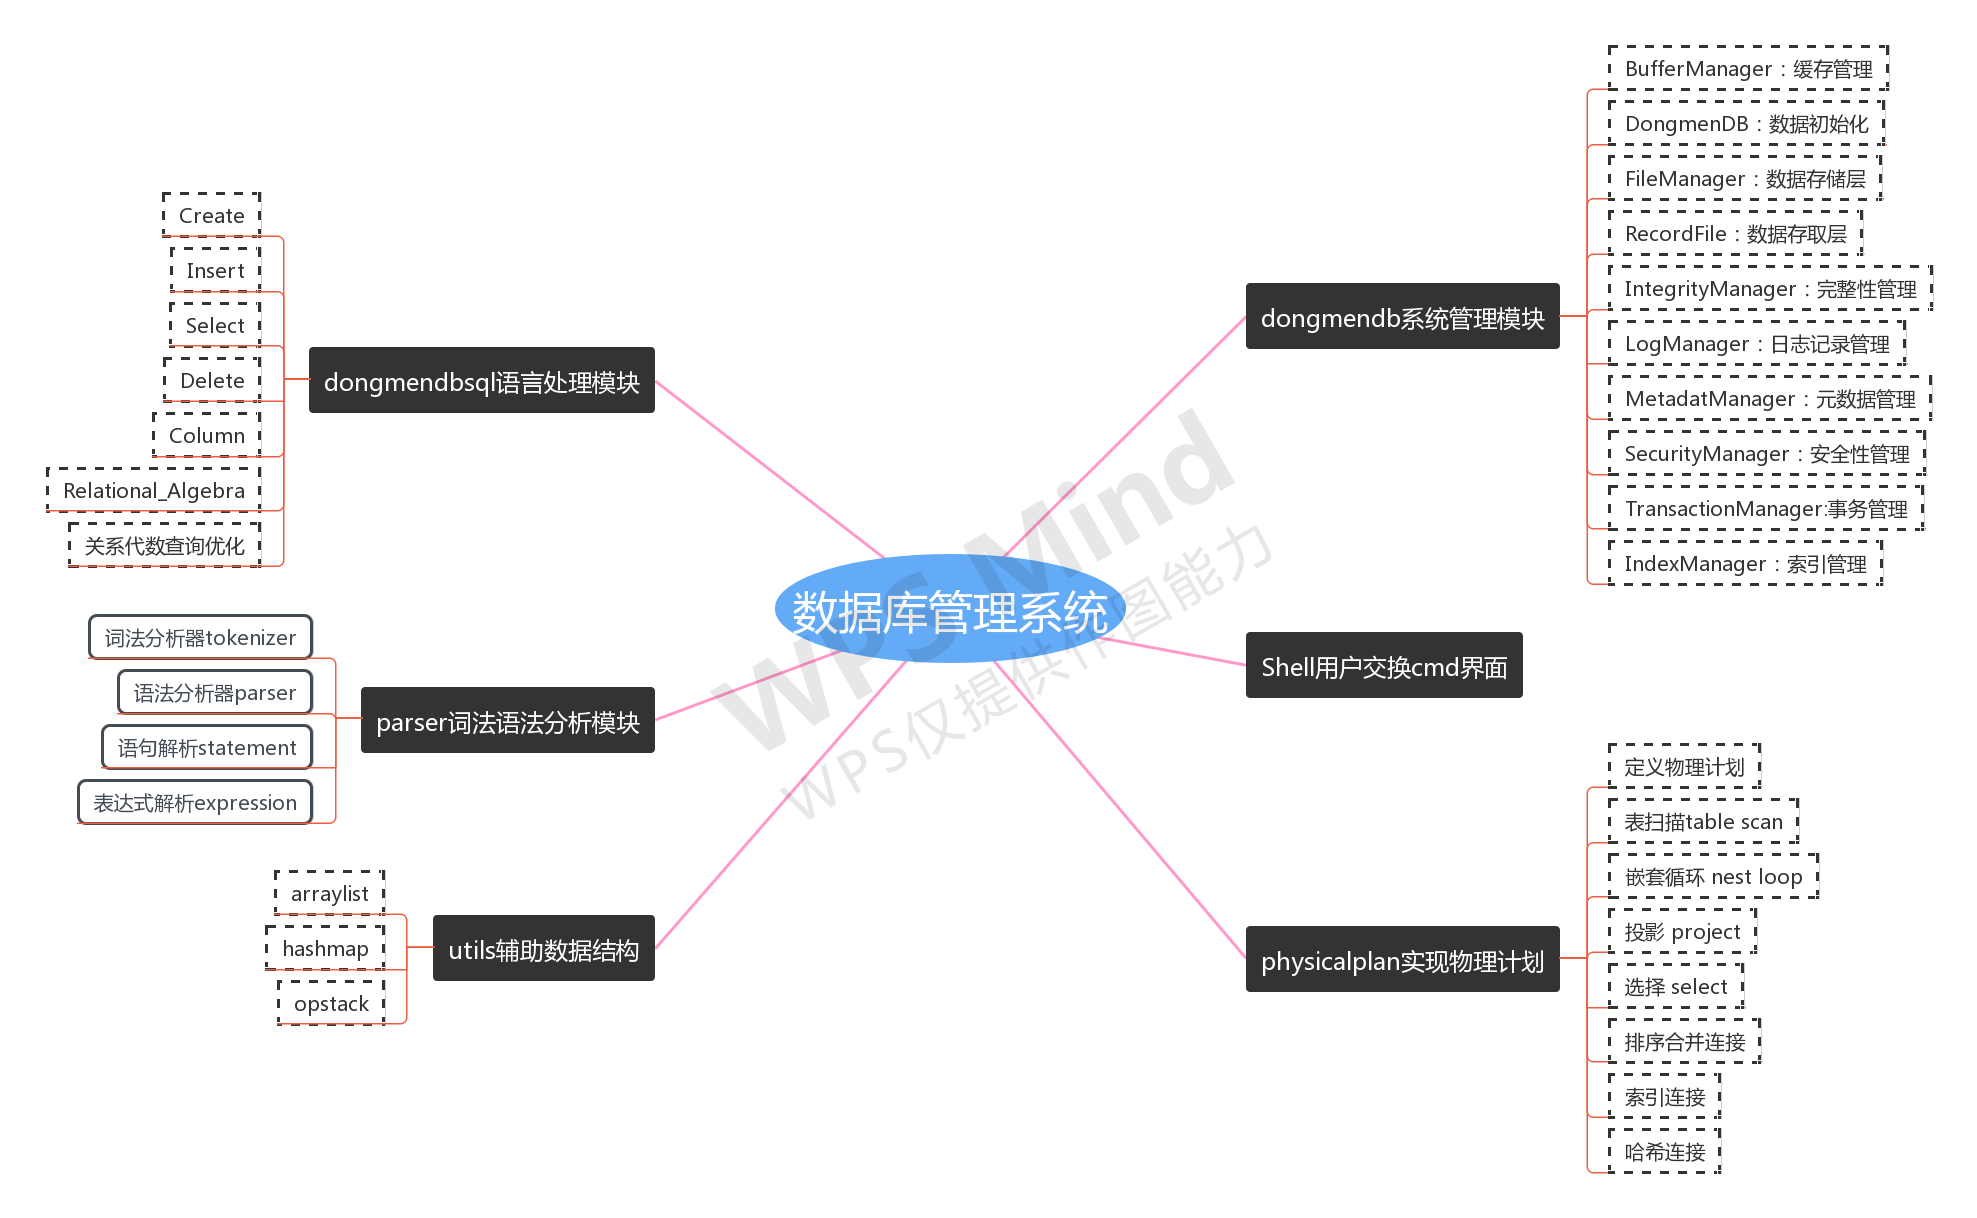 数据库管理系统
dongmendb系统管理模块
BufferManager：缓存管理
DongmenDB：数据初始化
FileManager：数据存储层
RecordFile：数据存取层
IntegrityManager：完整性管理
LogManager：日志记录管理
MetadatManager：元数据管理
SecurityManager：安全性管理
TransactionManager:事务管理
IndexManager：索引管理
Shell用户交换cmd界面
physicalplan实现物理计划
定义物理计划
表扫描table scan
嵌套循环 nest loop
投影 project
选择 select
排序合并连接
索引连接
哈希连接
dongmendbsql语言处理模块
Create
Insert
Select
Delete
Column
Relational_Algebra
关系代数查询优化
parser词法语法分析模块
词法分析器tokenizer
语法分析器parser
语句解析statement
表达式解析expression
utils辅助数据结构
arraylist
hashmap
opstack
WPS Mind
WPS仅提供作图能力